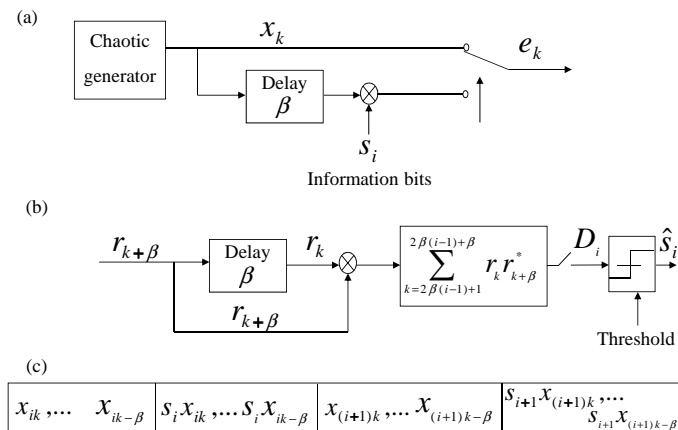 (a)
Chaotic
generator
x_k
e_k
Delay
β
s_i
Information bits
(b)
r_{k+β}
Delay
β
r_k
r_{k+β}
\sum_{k=2β(i-1)+1}^{2β(i-1)+β} r_k r^*_{k+β}
D_i
ŝ_i
Threshold
(c)
x_{ik},... x_{ik-β}
s_i x_{ik},... s_i x_{ik-β}
x_{(i+1)k},... x_{(i+1)k-β}
s_{i+1} x_{(i+1)k},...
s_{i+1} x_{(i+1)k-β}